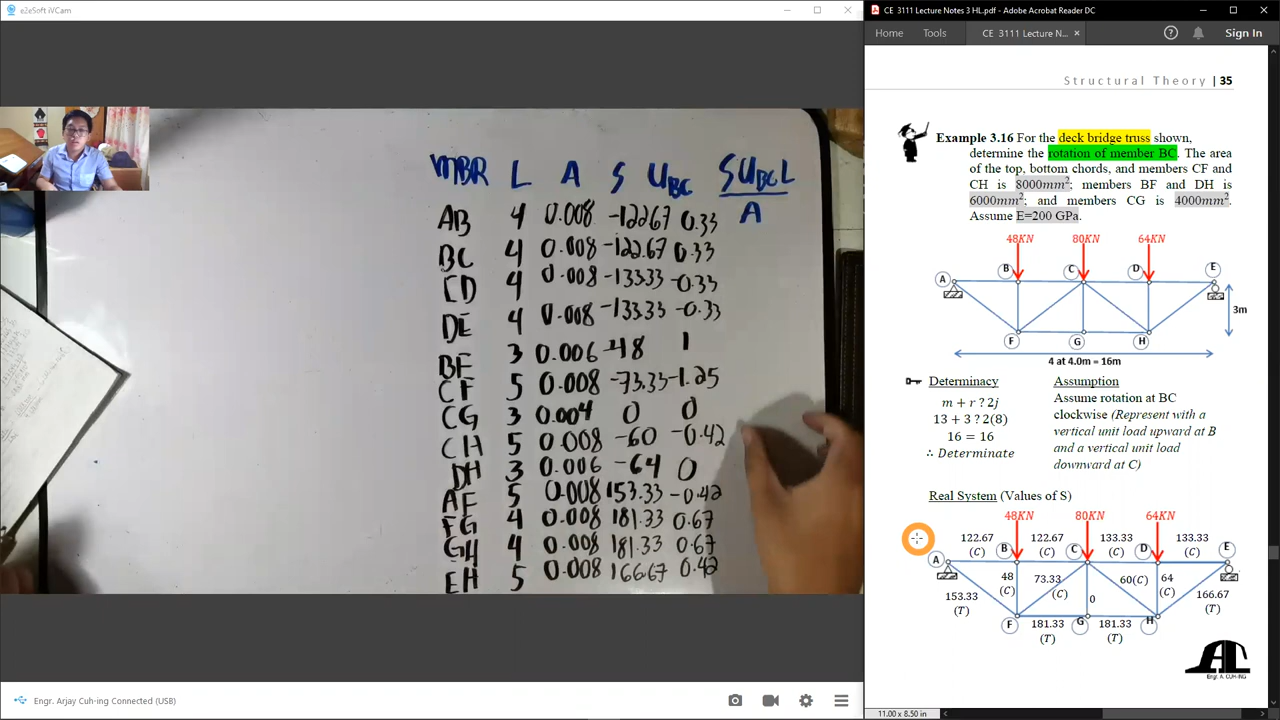 e2eSoft iVCam
MBR L A S UBC SUBCL
A
AB 4 0.008 -122.67 0.33
BC 4 0.008 -122.67 0.33
CD 4 0.008 -133.33 -0.33
DE 4 0.008 -133.33 -0.33
BF 3 0.006 -48 1
CF 5 0.008 -73.33 -1.25
CG 3 0.004 0 0
CH 5 0.008 -60 -0.42
DH 3 0.006 -64 0
AF 5 0.008 153.33 -0.42
FG 4 0.008 181.33 0.67
GH 4 0.008 181.33 0.67
EH 5 0.008 166.67 0.42
Engr. Arjay Cuh-ing Connected (USB)
CE 3111 Lecture Notes 3 HL.pdf - Adobe Acrobat Reader DC
Home Tools CE 3111 Lecture N... × Sign In
Structural Theory | 35
Example 3.16 For the deck bridge truss shown,
determine the rotation of member BC. The area
of the top, bottom chords, and members CF and
CH is 8000mm²; members BF and DH is
6000mm²; and members CG is 4000mm².
Assume E=200 GPa.
48KN 80KN 64KN
A B C D E
3m
F G H
4 at 4.0m = 16m
Determinacy
m + r ? 2j
13 + 3 ? 2(8)
16 = 16
∴ Determinate
Assumption
Assume rotation at BC
clockwise (Represent with a
vertical unit load upward at B
and a vertical unit load
downward at C)
Real System (Values of S)
48KN 80KN 64KN
122.67 122.67 133.33 133.33
(C) B (C) C (C) D (C) E
A
48 73.33 60(C) 64
(C) (C) (C)
153.33 0 166.67
(T) (T)
F 181.33 G 181.33 H
(T) (T)
Engr. A. CUH-ING
11.00 x 8.50 in